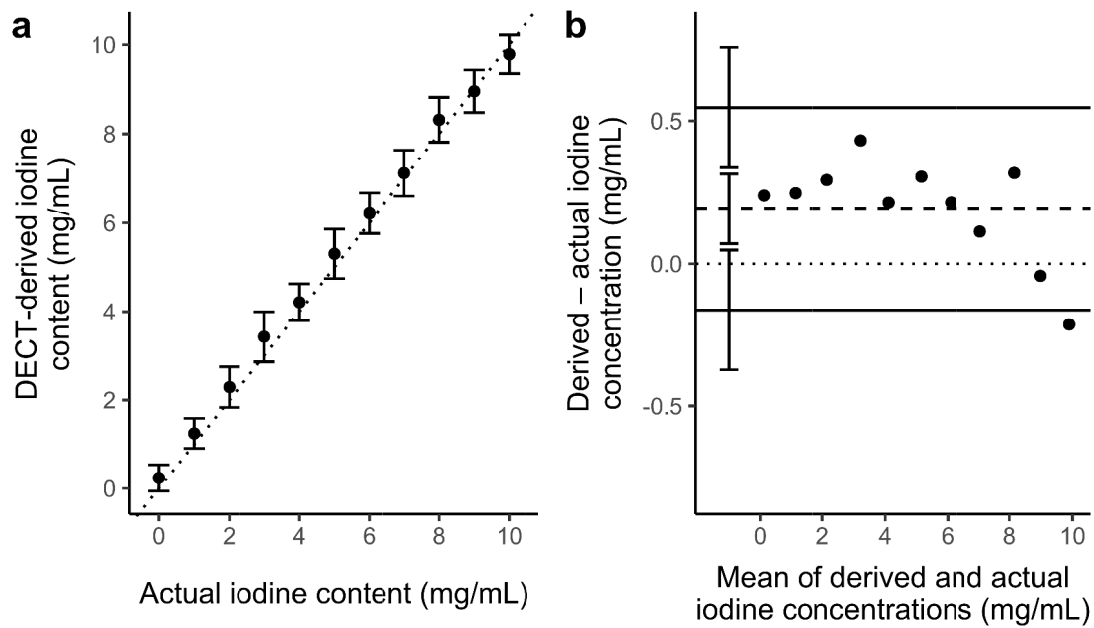 a
DECT-derived iodine
content (mg/mL)
10
8
6
4
2
0
0 2 4 6 8 10
Actual iodine content (mg/mL)
b
Derived – actual iodine
concentration (mg/mL)
0.5
0.0
-0.5
0 2 4 6 8 10
Mean of derived and actual
iodine concentrations (mg/mL)